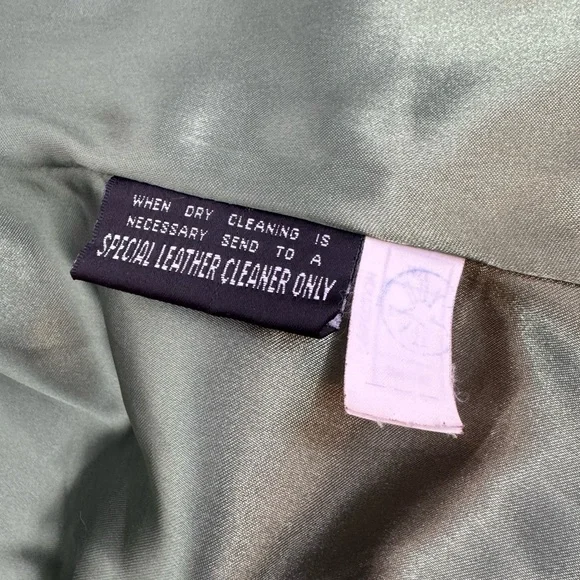 WHEN DRY CLEANING IS
NECESSARY SEND TO A
SPECIAL LEATHER CLEANER ONLY